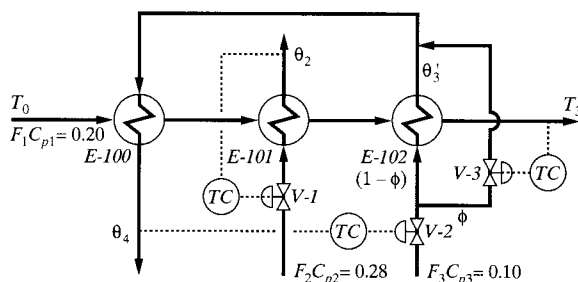 θ₂
θ₃'
T₀
T₃
F₁Cₚ₁= 0.20
E-100
E-101
E-102
(1 – ϕ)
V-3
TC
TC
V-1
TC
V-2
ϕ
θ₄
F₂Cₚ₂= 0.28
F₃Cₚ₃= 0.10